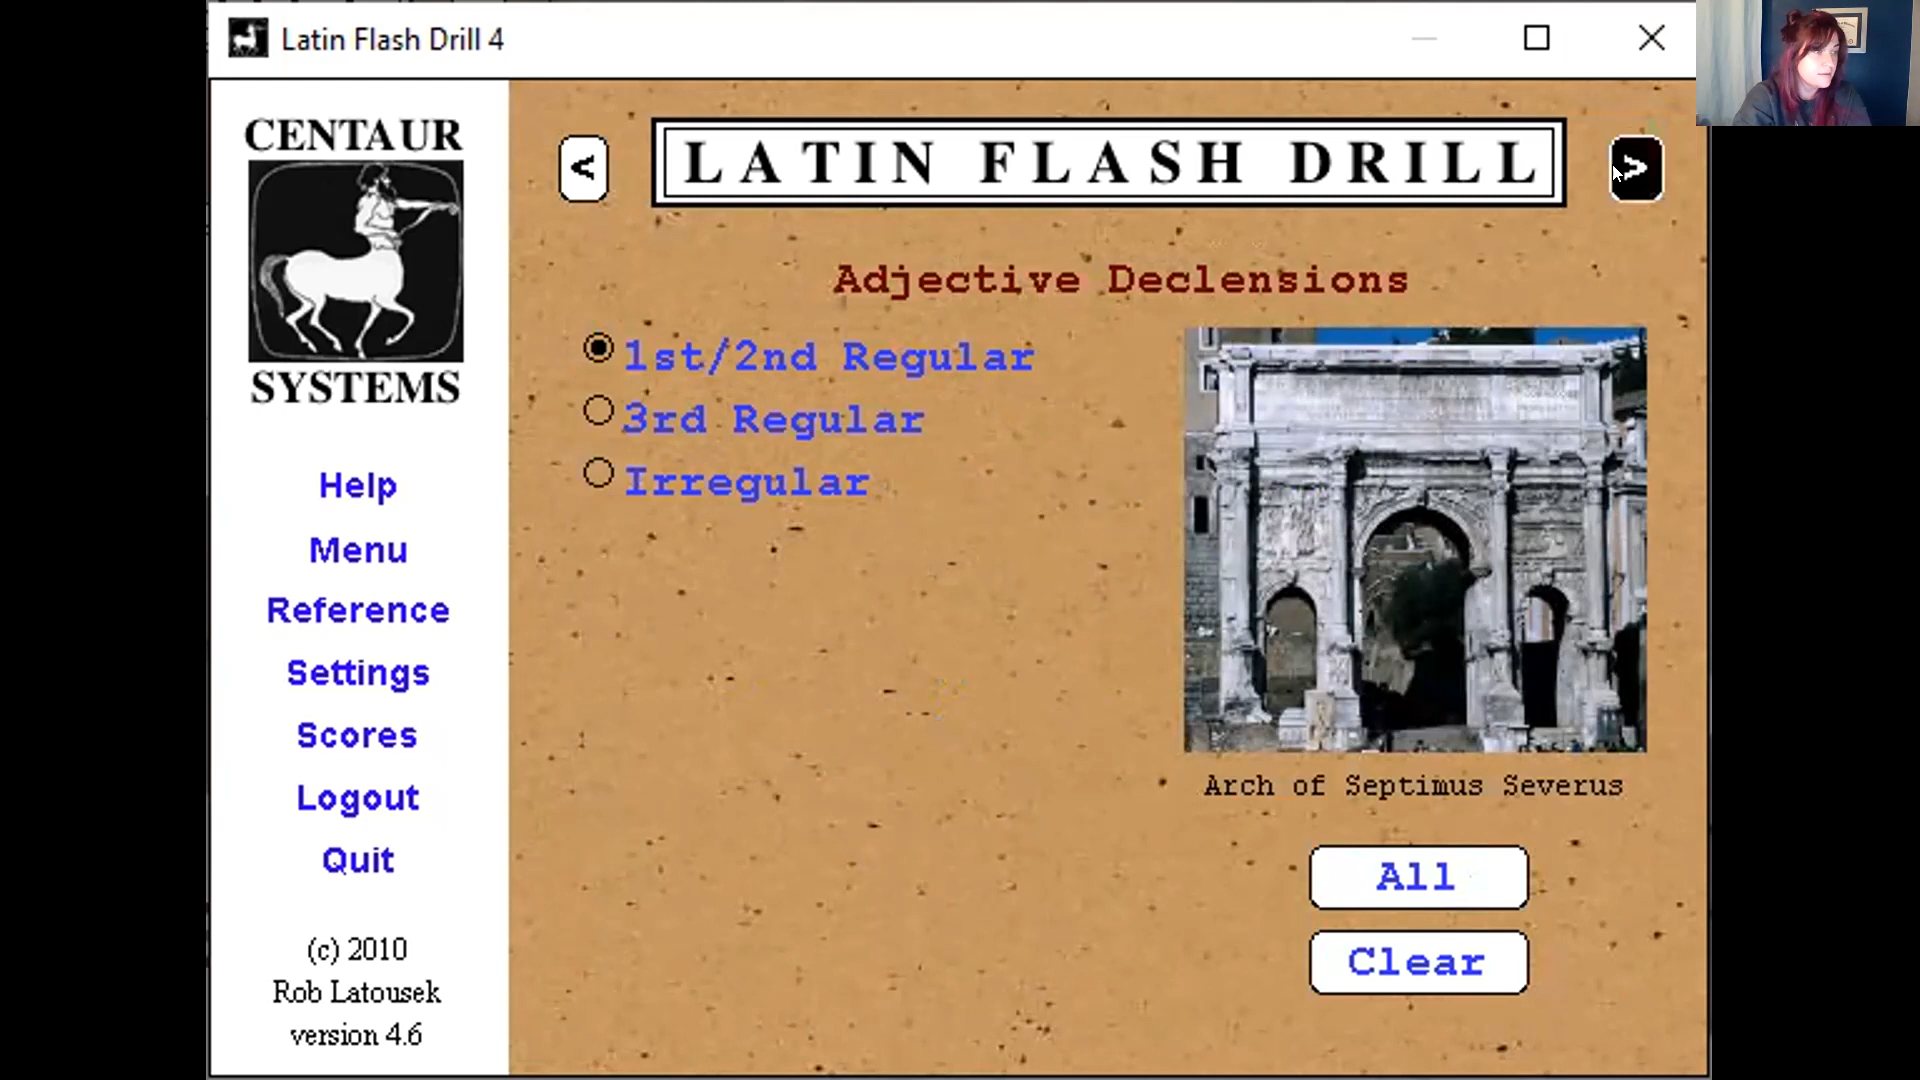 Latin Flash Drill 4
CENTAUR
SYSTEMS
Help
Menu
Reference
Settings
Scores
Logout
Quit
(c) 2010
Rob Latousek
version 4.6
<
LATIN FLASH DRILL
>
Adjective Declensions
1st/2nd Regular
3rd Regular
Irregular
Arch of Septimus Severus
All
Clear